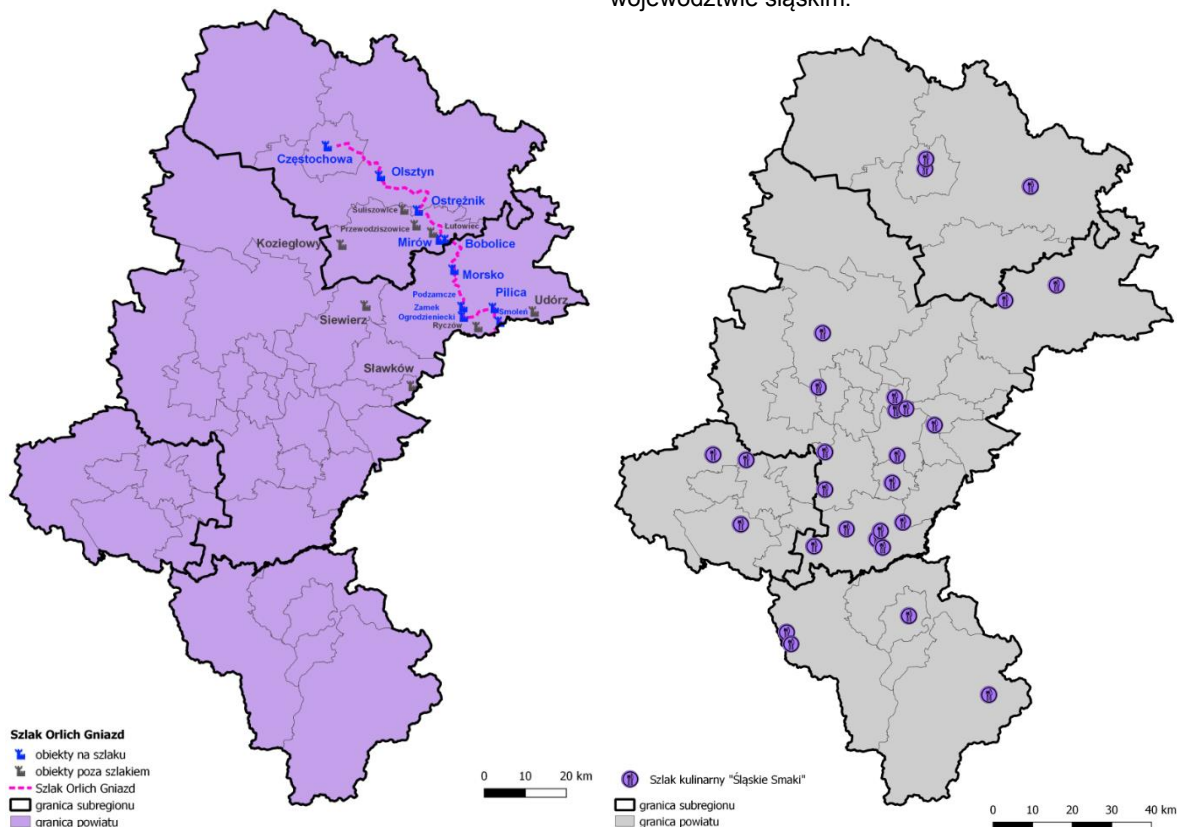 województwie śląskim.
Częstochowa
Olsztyn
Ostrężnik
Suliszowice
Przewodziszowice
Lutowiec
Koziegłowy
Mirów
Bobolice
Morsko
Podzamcze
Pilica
Udórz
Zamek
Smoleń
Siewierz
Ogrodzieniecki
Ryczów
Sławków
Szlak Orlich Gniazd
obiekty na szlaku
obiekty poza szlakiem
Szlak Orlich Gniazd
granica subregionu
granica powiatu
0 10 20 km
Szlak kulinarny "Śląskie Smaki"
granica subregionu
granica powiatu
0 10 20 30 40 km